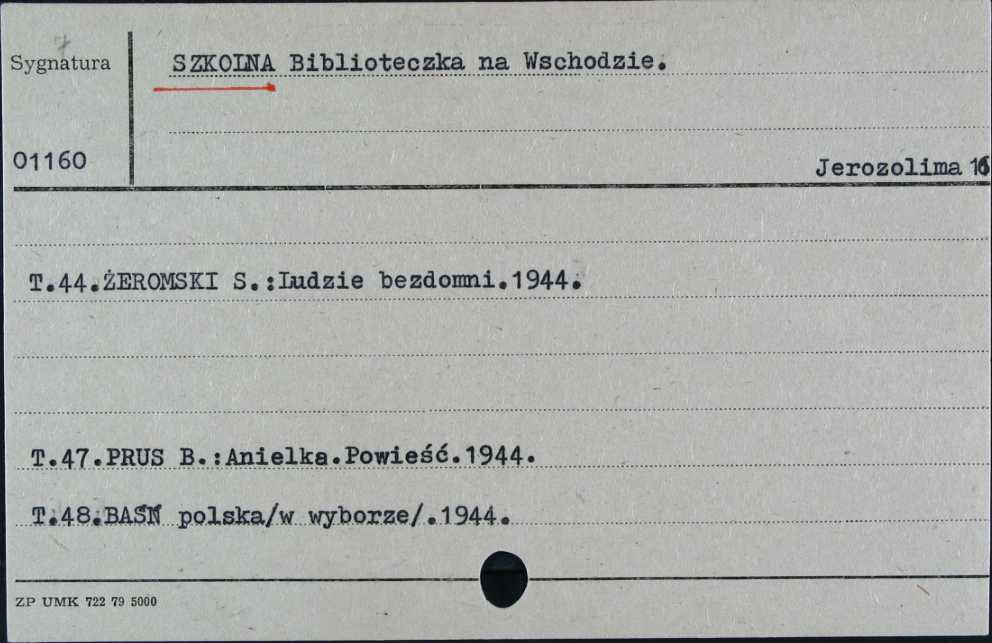 Sygnatura
SZKOLNA Biblioteczka na Wschodzie.
01160
Jerozolima 16
T.44.ŻEROMSKI S.:Ludzie bezdomni.1944.
T.47.PRUS B.:Anielka.Powieść.1944.
T.48.BAŚŃ polska/w wyborze/.1944.
ZP UMK 722 79 5000